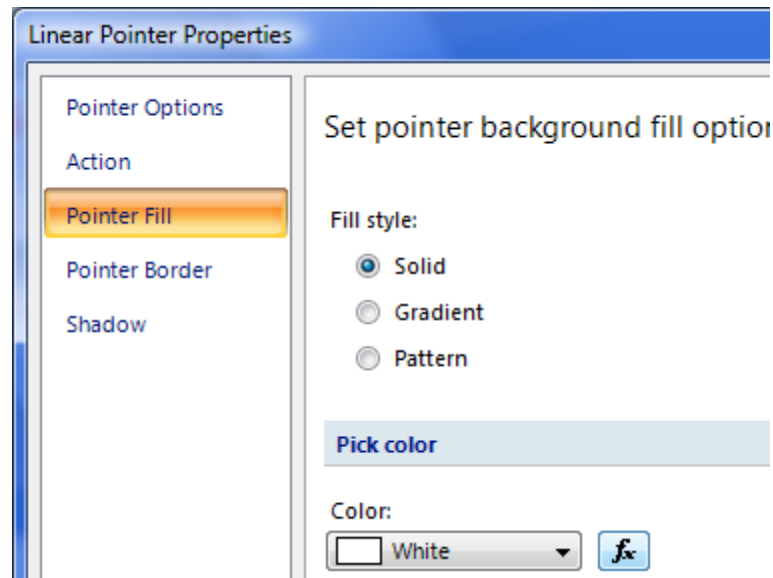 Linear Pointer Properties
Pointer Options
Action
Pointer Fill
Pointer Border
Shadow
Set pointer background fill
Fill style:
Solid
Gradient
Pattern
Pick color
Color:
White
fx